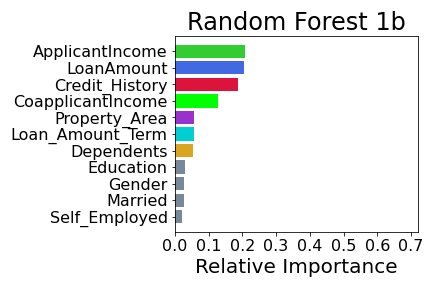 Random Forest 1b
ApplicantIncome
LoanAmount
Credit_History
CoapplicantIncome
Property_Area
Loan_Amount_Term
Dependents
Education
Gender
Married
Self_Employed
0.0 0.1 0.2 0.3 0.4 0.5 0.6 0.7
Relative Importance